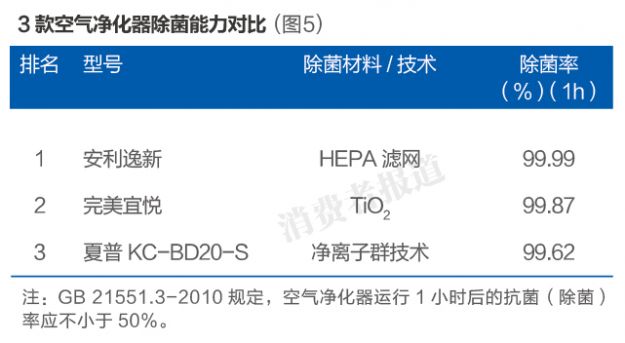 3 款空气净化器除菌能力对比（图5）
排名 型号 除菌材料 / 技术 除菌率
（%）（1h）
1 安利逸新 HEPA 滤网 99.99
2 完美宜悦 TiO₂ 99.87
3 夏普 KC-BD20-S 净离子群技术 99.62
消费者报道
注：GB 21551.3-2010 规定，空气净化器运行 1 小时后的抗菌（除菌）
率应不小于 50%。